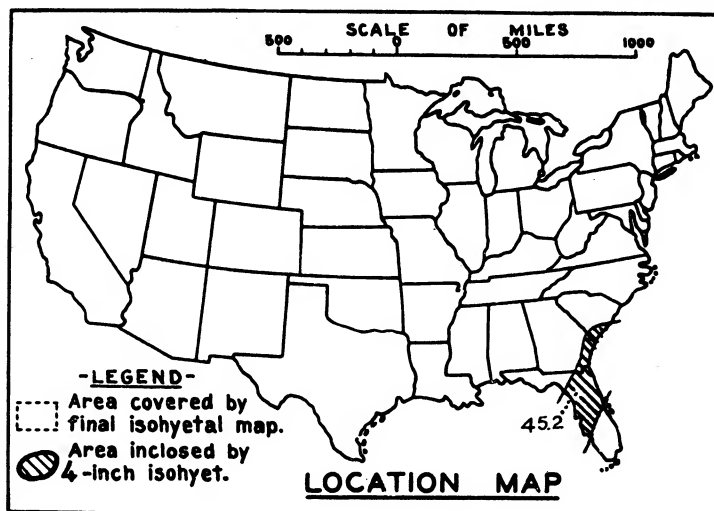 SCALE OF MILES
500 0 500 1000
-LEGEND-
Area covered by
final isohyetal map.
Area inclosed by
4-inch isohyet.
45.2
LOCATION MAP